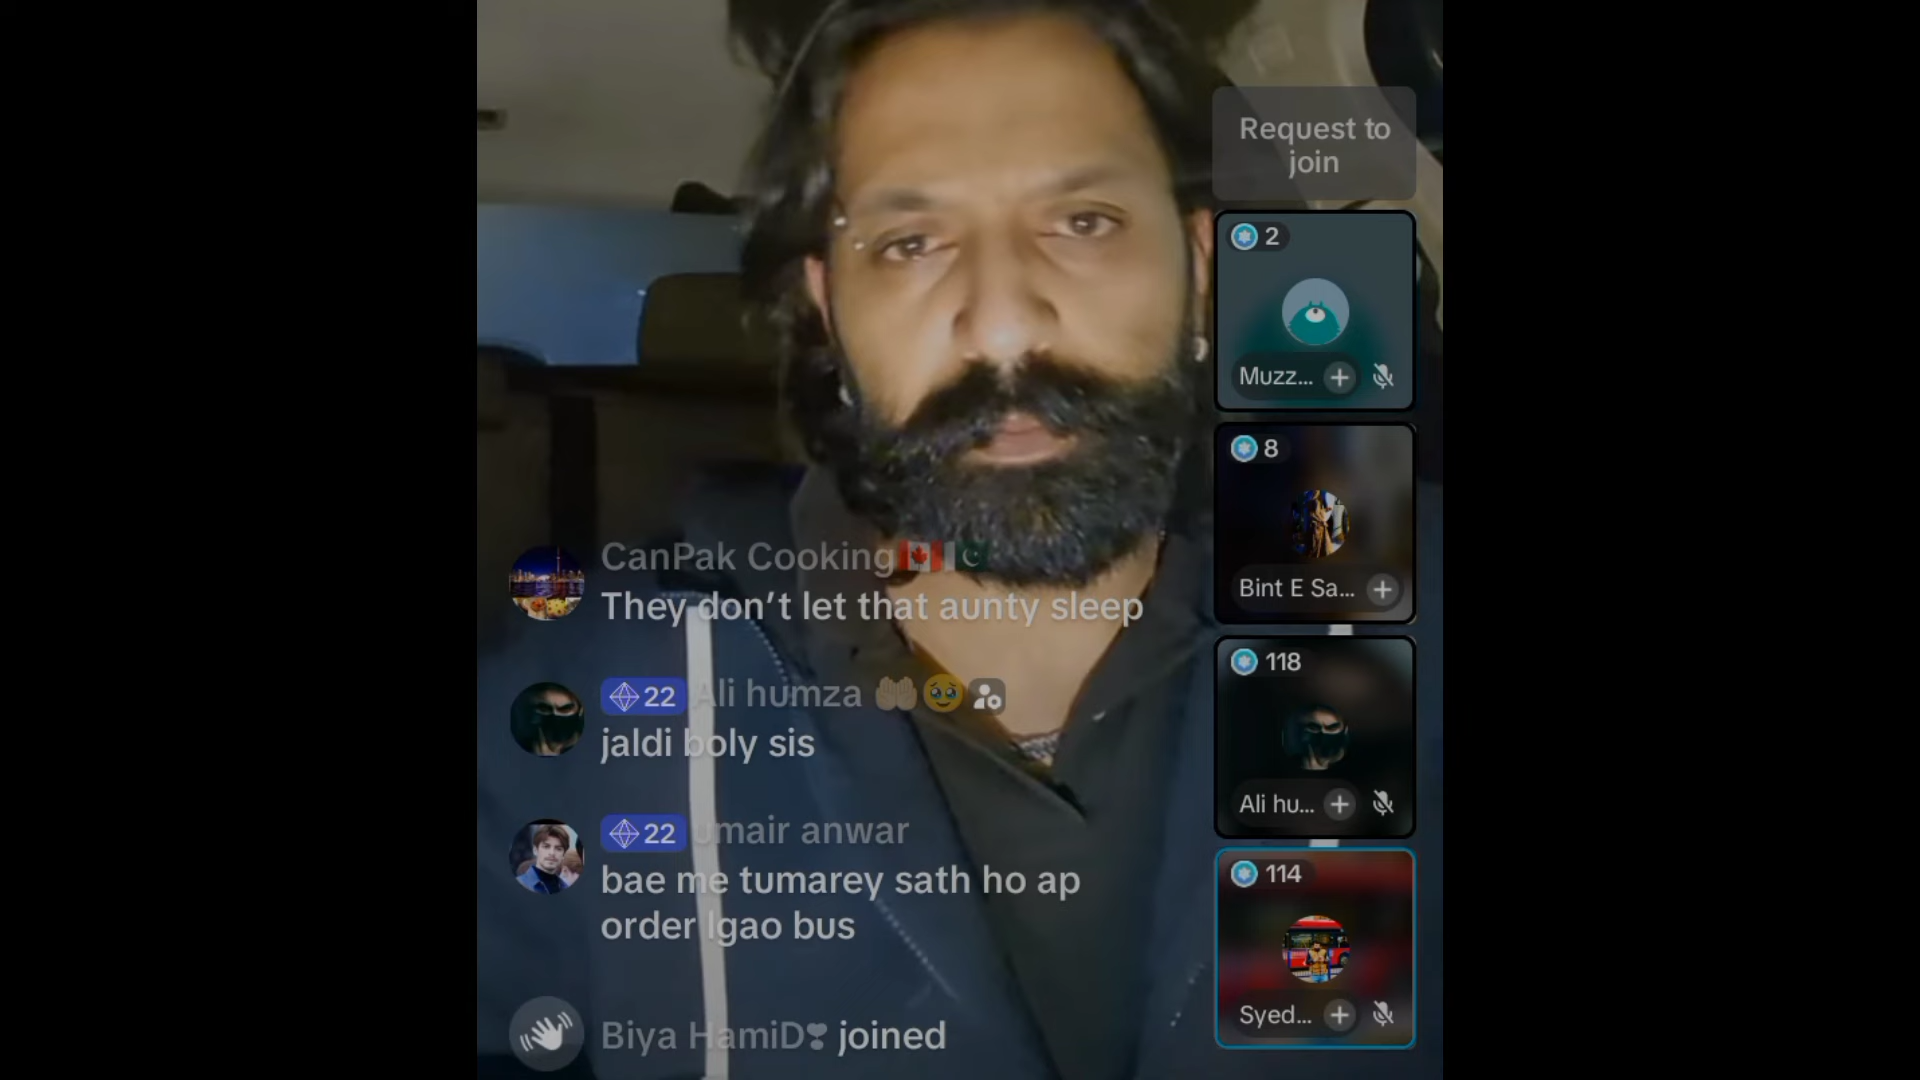 Request to
join
2
Muzz...
8
Bint E Sa...
118
Ali hu...
114
Syed...
CanPak Cooking🇨🇦🇵🇰
They don't let that aunty sleep
22 Ali humza 🤲🥹
jaldi boly sis
22 umair anwar
bae me tumarey sath ho ap
order lgao bus
Biya HamiD❣ joined